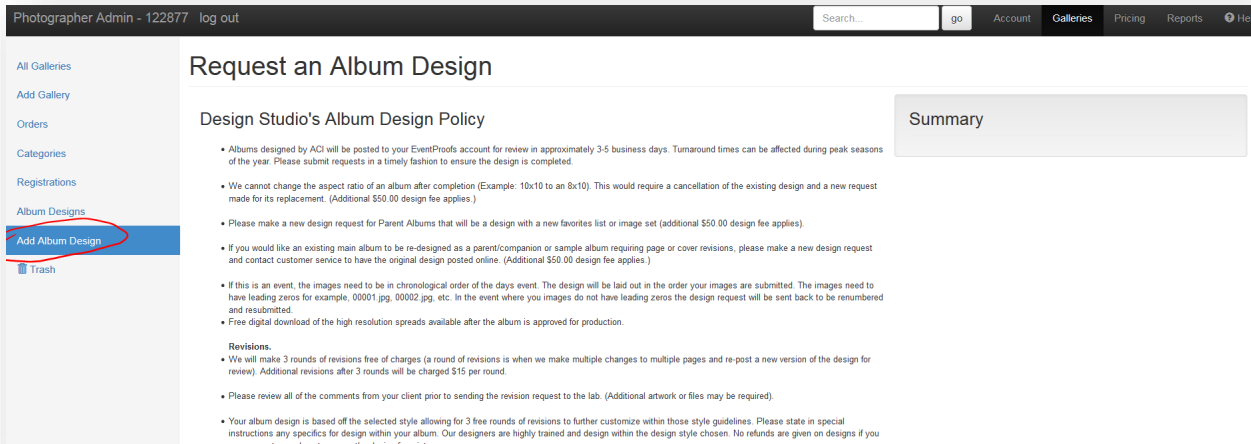 Photographer Admin - 122877 log out
Search...
go
Account
Galleries
Pricing
Reports
He
All Galleries
Add Gallery
Orders
Categories
Registrations
Album Designs
Add Album Design
Trash
Request an Album Design
Design Studio's Album Design Policy
• Albums designed by ACI will be posted to your EventProofs account for review in approximately 3-5 business days. Turnaround times can be affected during peak seasons
of the year. Please submit requests in a timely fashion to ensure the design is completed.
• We cannot change the aspect ratio of an album after completion (Example: 10x10 to an 8x10). This would require a cancellation of the existing design and a new request
made for its replacement. (Additional $50.00 design fee applies.)
• Please make a new design request for Parent Albums that will be a design with a new favorites list or image set (additional $50.00 design fee applies).
• If you would like an existing main album to be re-designed as a parent/companion or sample album requiring page or cover revisions, please make a new design request
and contact customer service to have the original design posted online. (Additional $50.00 design fee applies.)
• If this is an event, the images need to be in chronological order of the days event. The design will be laid out in the order your images are submitted. The images need to
have leading zeros for example, 00001.jpg, 00002.jpg, etc. In the event where you images do not have leading zeros the design request will be sent back to be renumbered
and resubmitted.
• Free digital download of the high resolution spreads available after the album is approved for production.
Revisions.
• We will make 3 rounds of revisions free of charges (a round of revisions is when we make multiple changes to multiple pages and re-post a new version of the design for
review). Additional revisions after 3 rounds will be charged $15 per round.
• Please review all of the comments from your client prior to sending the revision request to the lab. (Additional artwork or files may be required).
• Your album design is based off the selected style allowing for 3 free rounds of revisions to further customize within those style guidelines. Please state in special
instructions any specifics for design within your album. Our designers are highly trained and design within the design style chosen. No refunds are given on designs if you
Summary